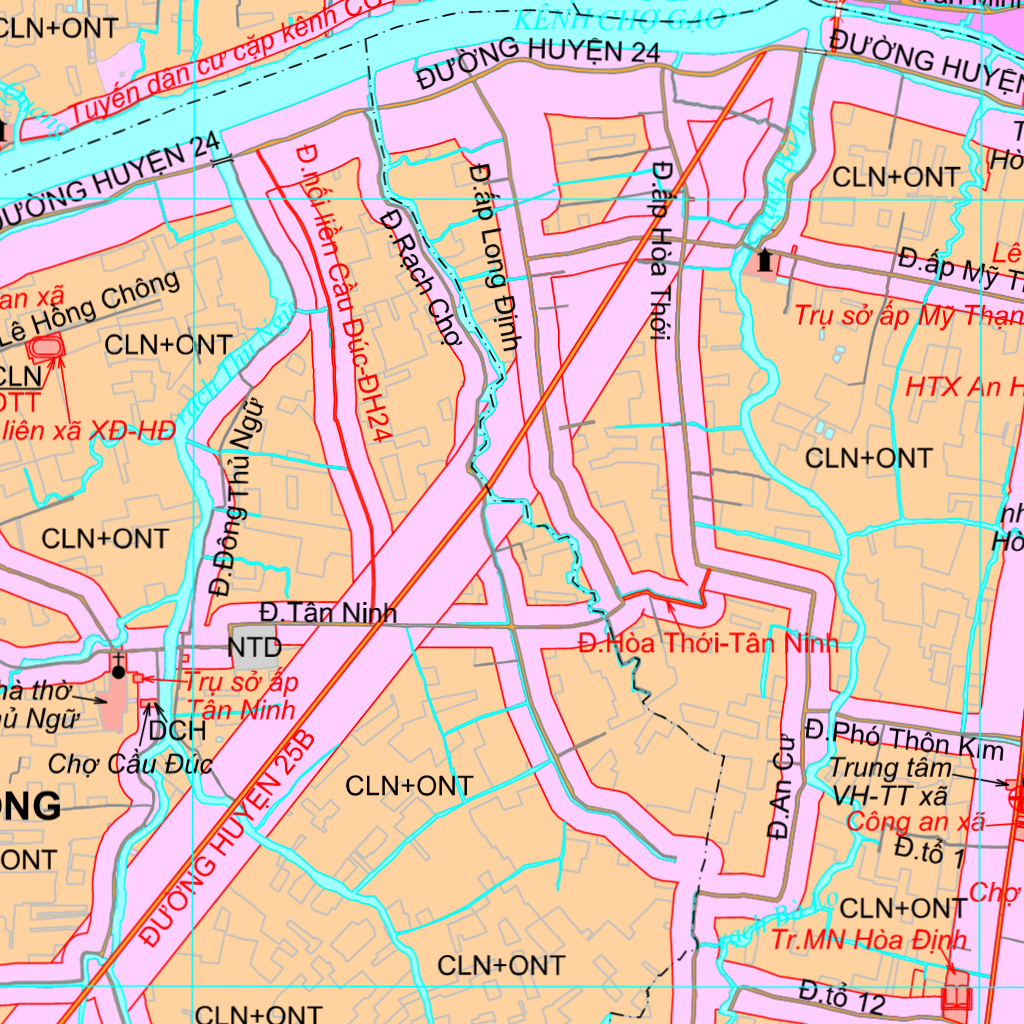 CLN+ONT
Tuyến dân cư cặp kênh
KÊNH CHỢ GẠO
ĐƯỜNG HUYỆN 24
ĐƯỜNG HUYỆN 24
CLN+ONT
Đ.nối liền Cầu Đúc-ĐH24
Đ.Rạch Chợ
Đ.ấp Long Định
Đ.ấp Hòa Thới
Đ.ấp Mỹ
Lê
Trụ sở ấp Mỹ Thạn
an xã
Lê Hồng Chông
CLN+ONT
CLN
liên xã XĐ-HĐ
HTX An H
CLN+ONT
Đ.Đông Thủ Ngữ
CLN+ONT
Đ.Tân Ninh
NTD
Đ.Hòa Thới-Tân Ninh
Trụ sở ấp
Tân Ninh
DCH
Chợ Cầu Đúc
ĐƯỜNG HUYỆN 25B
CLN+ONT
Đ.An Cư
Đ.Phó Thôn Kim
Trung tâm
VH-TT xã
Công an xã
Đ.tổ 1
Chợ
ONT
CLN+ONT
Tr.MN Hòa Định
CLN+ONT
Đ.tổ 12
CLN+ONT